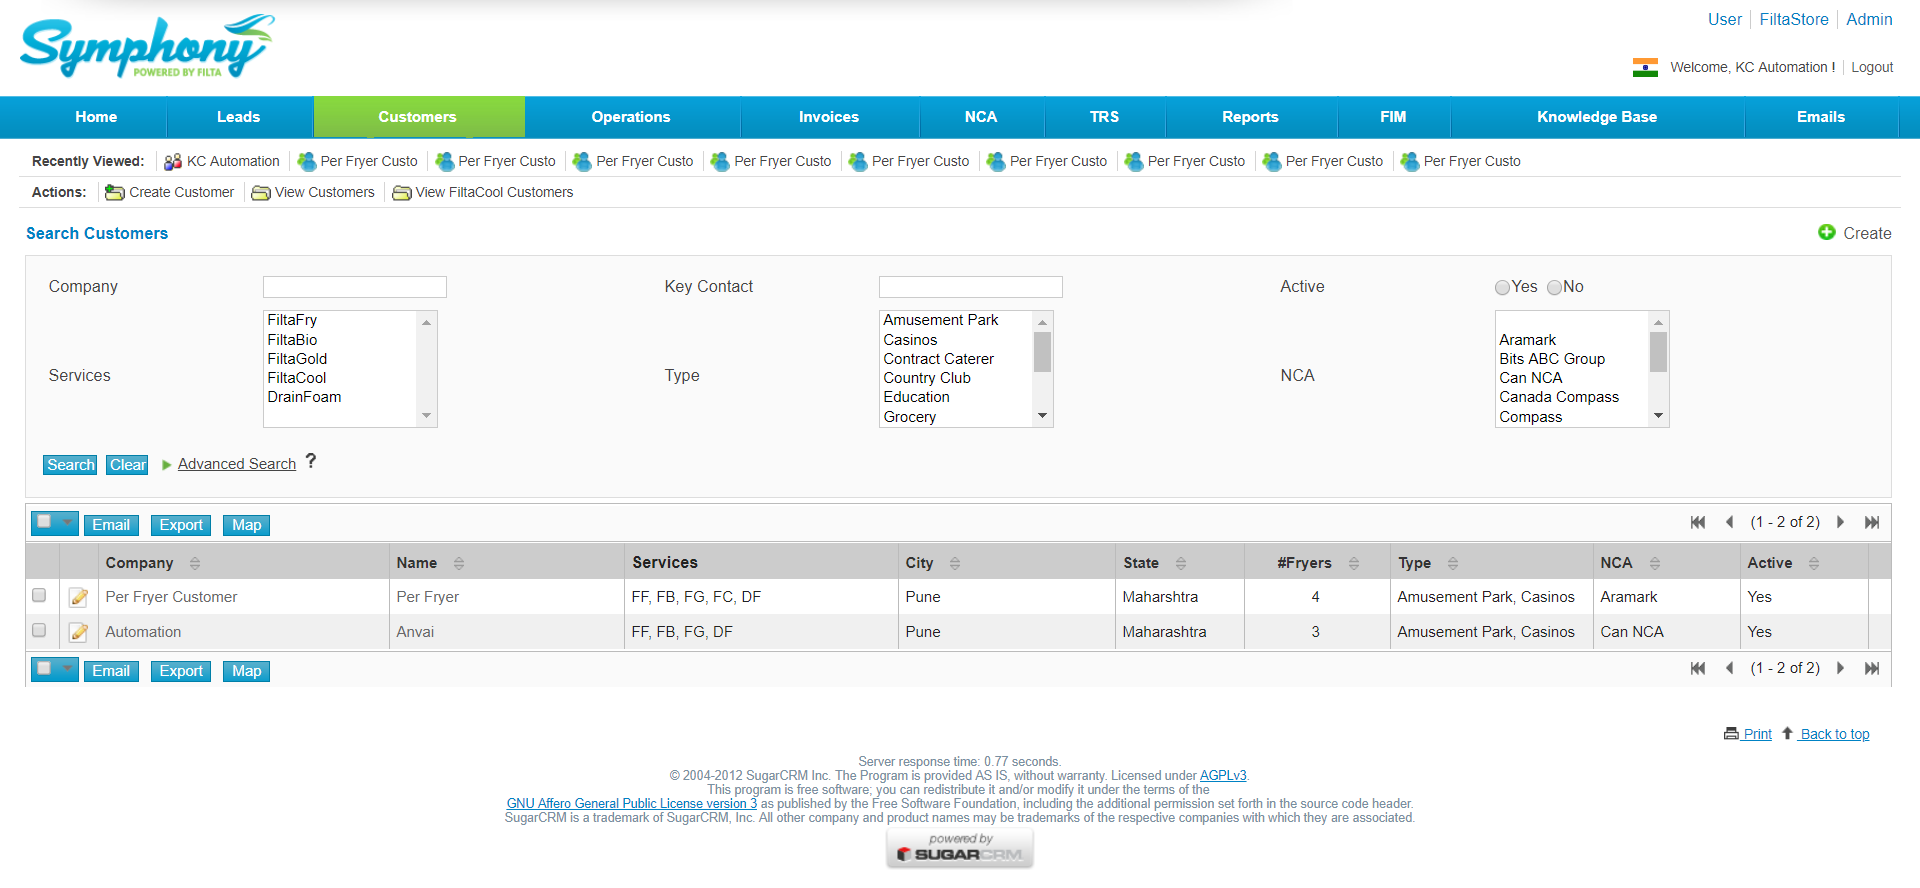 Symphony
POWERED BY FILTA
User FiltaStore Admin
Welcome, KC Automation ! Logout
Home Leads Customers Operations Invoices NCA TRS Reports FIM Knowledge Base Emails
Recently Viewed: KC Automation Per Fryer Custo Per Fryer Custo Per Fryer Custo Per Fryer Custo Per Fryer Custo Per Fryer Custo Per Fryer Custo Per Fryer Custo Per Fryer Custo
Actions: Create Customer View Customers View FiltaCool Customers
Search Customers Create
Company Key Contact Active Yes No
Services
FiltaFry
FiltaBio
FiltaGold
FiltaCool
DrainFoam
Type
Amusement Park
Casinos
Contract Caterer
Country Club
Education
Grocery
NCA
Aramark
Bits ABC Group
Can NCA
Canada Compass
Compass
Search Clear Advanced Search ?
Email Export Map (1 - 2 of 2)
Company Name Services City State #Fryers Type NCA Active
Per Fryer Customer Per Fryer FF, FB, FG, FC, DF Pune Maharshtra 4 Amusement Park, Casinos Aramark Yes
Automation Anvai FF, FB, FG, DF Pune Maharashtra 3 Amusement Park, Casinos Can NCA Yes
Email Export Map (1 - 2 of 2)
Print Back to top
Server response time: 0.77 seconds.
© 2004-2012 SugarCRM Inc. The Program is provided AS IS, without warranty. Licensed under AGPLv3.
This program is free software; you can redistribute it and/or modify it under the terms of the
GNU Affero General Public License version 3 as published by the Free Software Foundation, including the additional permission set forth in the source code header.
SugarCRM is a trademark of SugarCRM, Inc. All other company and product names may be trademarks of the respective companies with which they are associated.
powered by
SUGARCRM